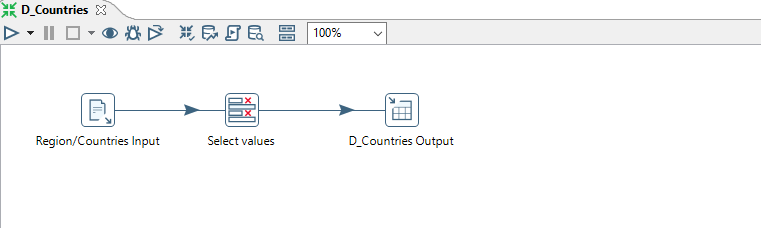 D_Countries
100%
Region/Countries Input
Select values
D_Countries Output